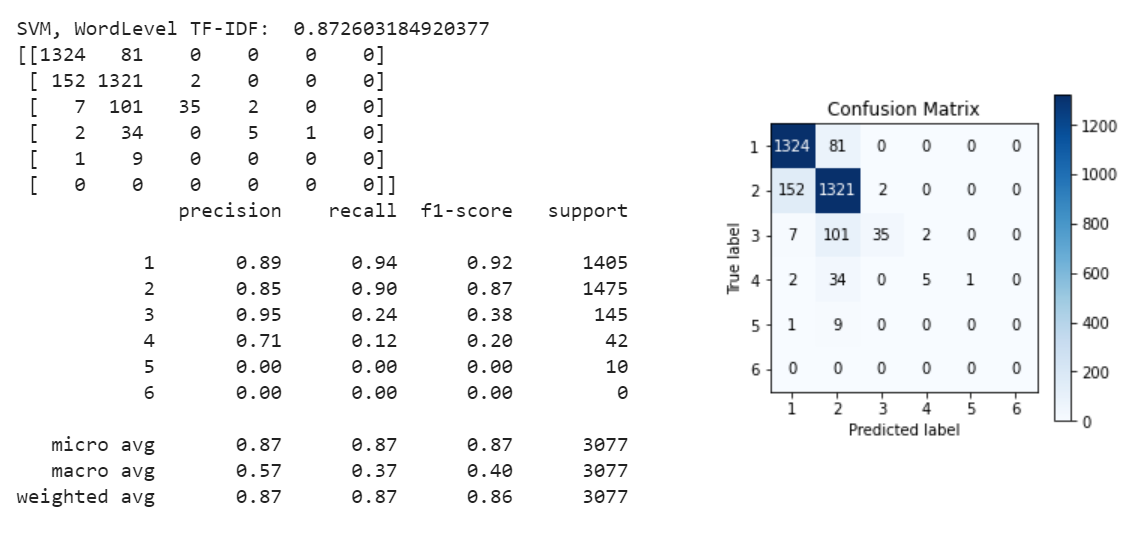 SVM, WordLevel TF-IDF:  0.872603184920377
[[1324   81    0    0    0    0]
 [ 152 1321    2    0    0    0]
 [   7  101   35    2    0    0]
 [   2   34    0    5    1    0]
 [   1    9    0    0    0    0]
 [   0    0    0    0    0    0]]
precision    recall  f1-score   support
1       0.89      0.94      0.92      1405
2       0.85      0.90      0.87      1475
3       0.95      0.24      0.38       145
4       0.71      0.12      0.20        42
5       0.00      0.00      0.00        10
6       0.00      0.00      0.00         0
micro avg       0.87      0.87      0.87      3077
macro avg       0.57      0.37      0.40      3077
weighted avg       0.87      0.87      0.86      3077
Confusion Matrix
True label
1 1324 81 0 0 0 0
2 152 1321 2 0 0 0
3 7 101 35 2 0 0
4 2 34 0 5 1 0
5 1 9 0 0 0 0
6 0 0 0 0 0 0
1 2 3 4 5 6
Predicted label
1200
1000
800
600
400
200
0